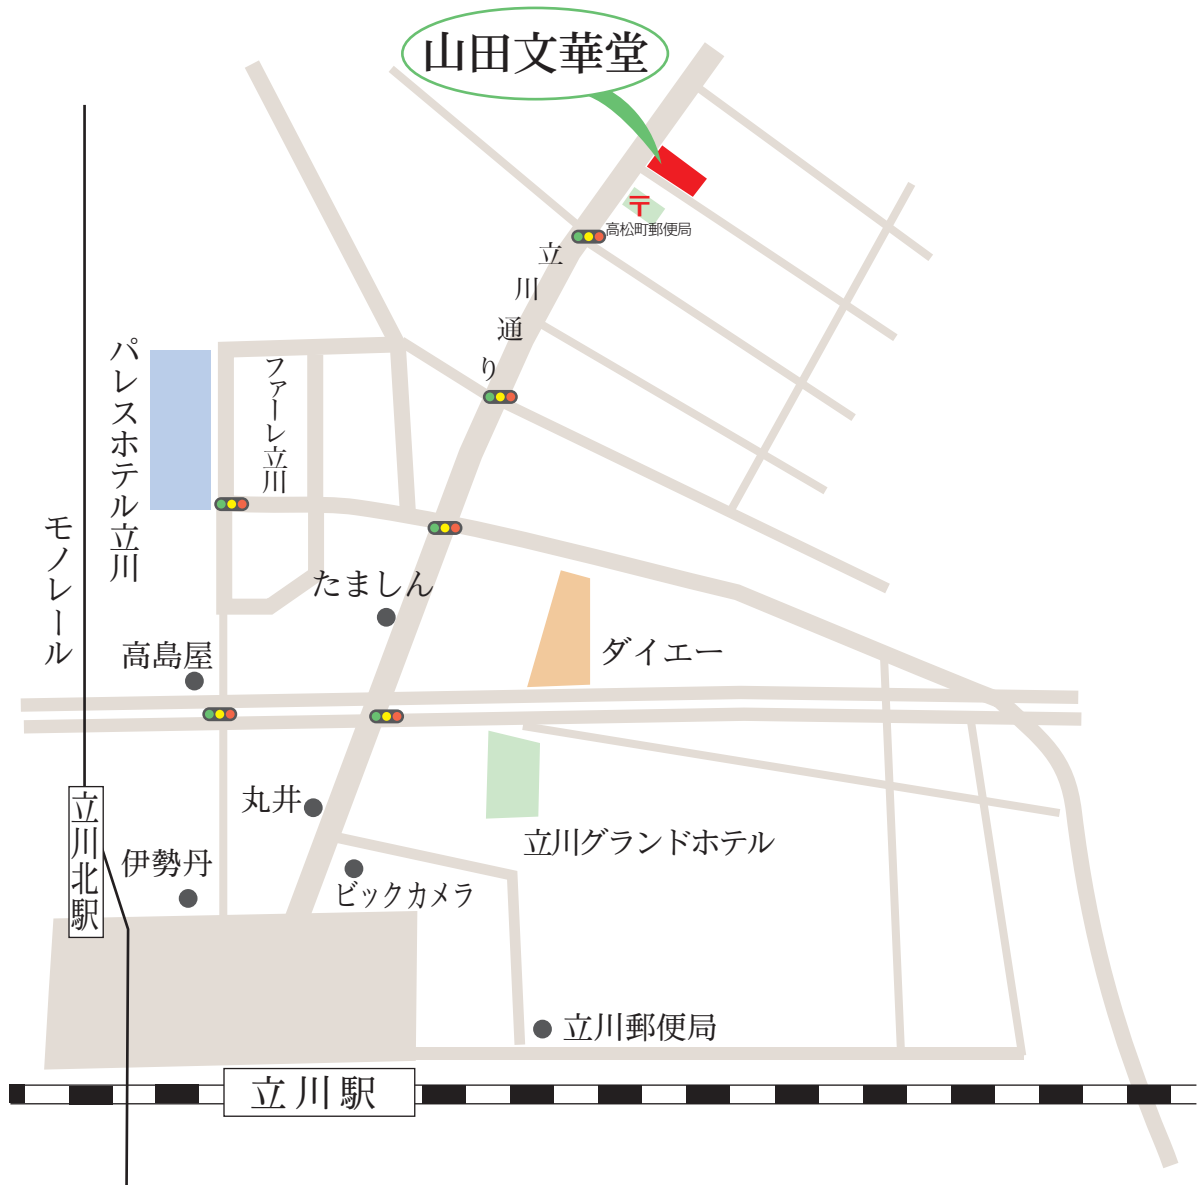 山田文華堂
高松町郵便局
立川通り
パレスホテル立川
ファーレ立川
モノレール
たましん
高島屋
ダイエー
丸井
立川グランドホテル
伊勢丹
ビックカメラ
立川北駅
立川郵便局
立川駅